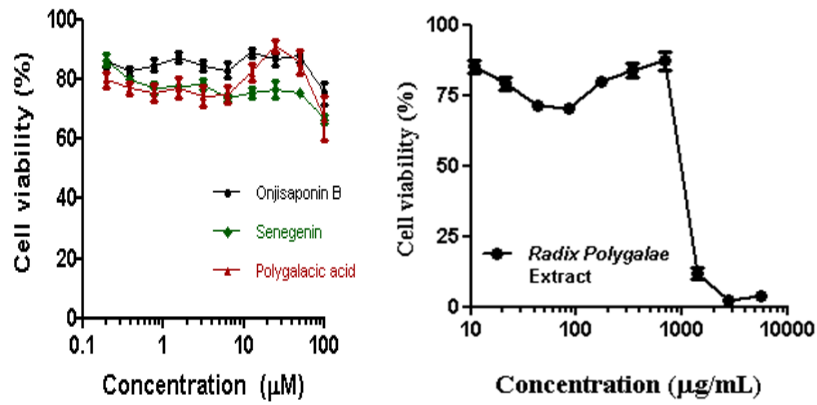 Cell viability (%)
100
80
60
40
20
0
0.1
1
10
100
Onjisaponin B
Senegenin
Polygalacic acid
Concentration (μM)
Cell viability (%)
100
75
50
25
0
10
100
1000
10000
Radix Polygalae
Extract
Concentration (μg/mL)